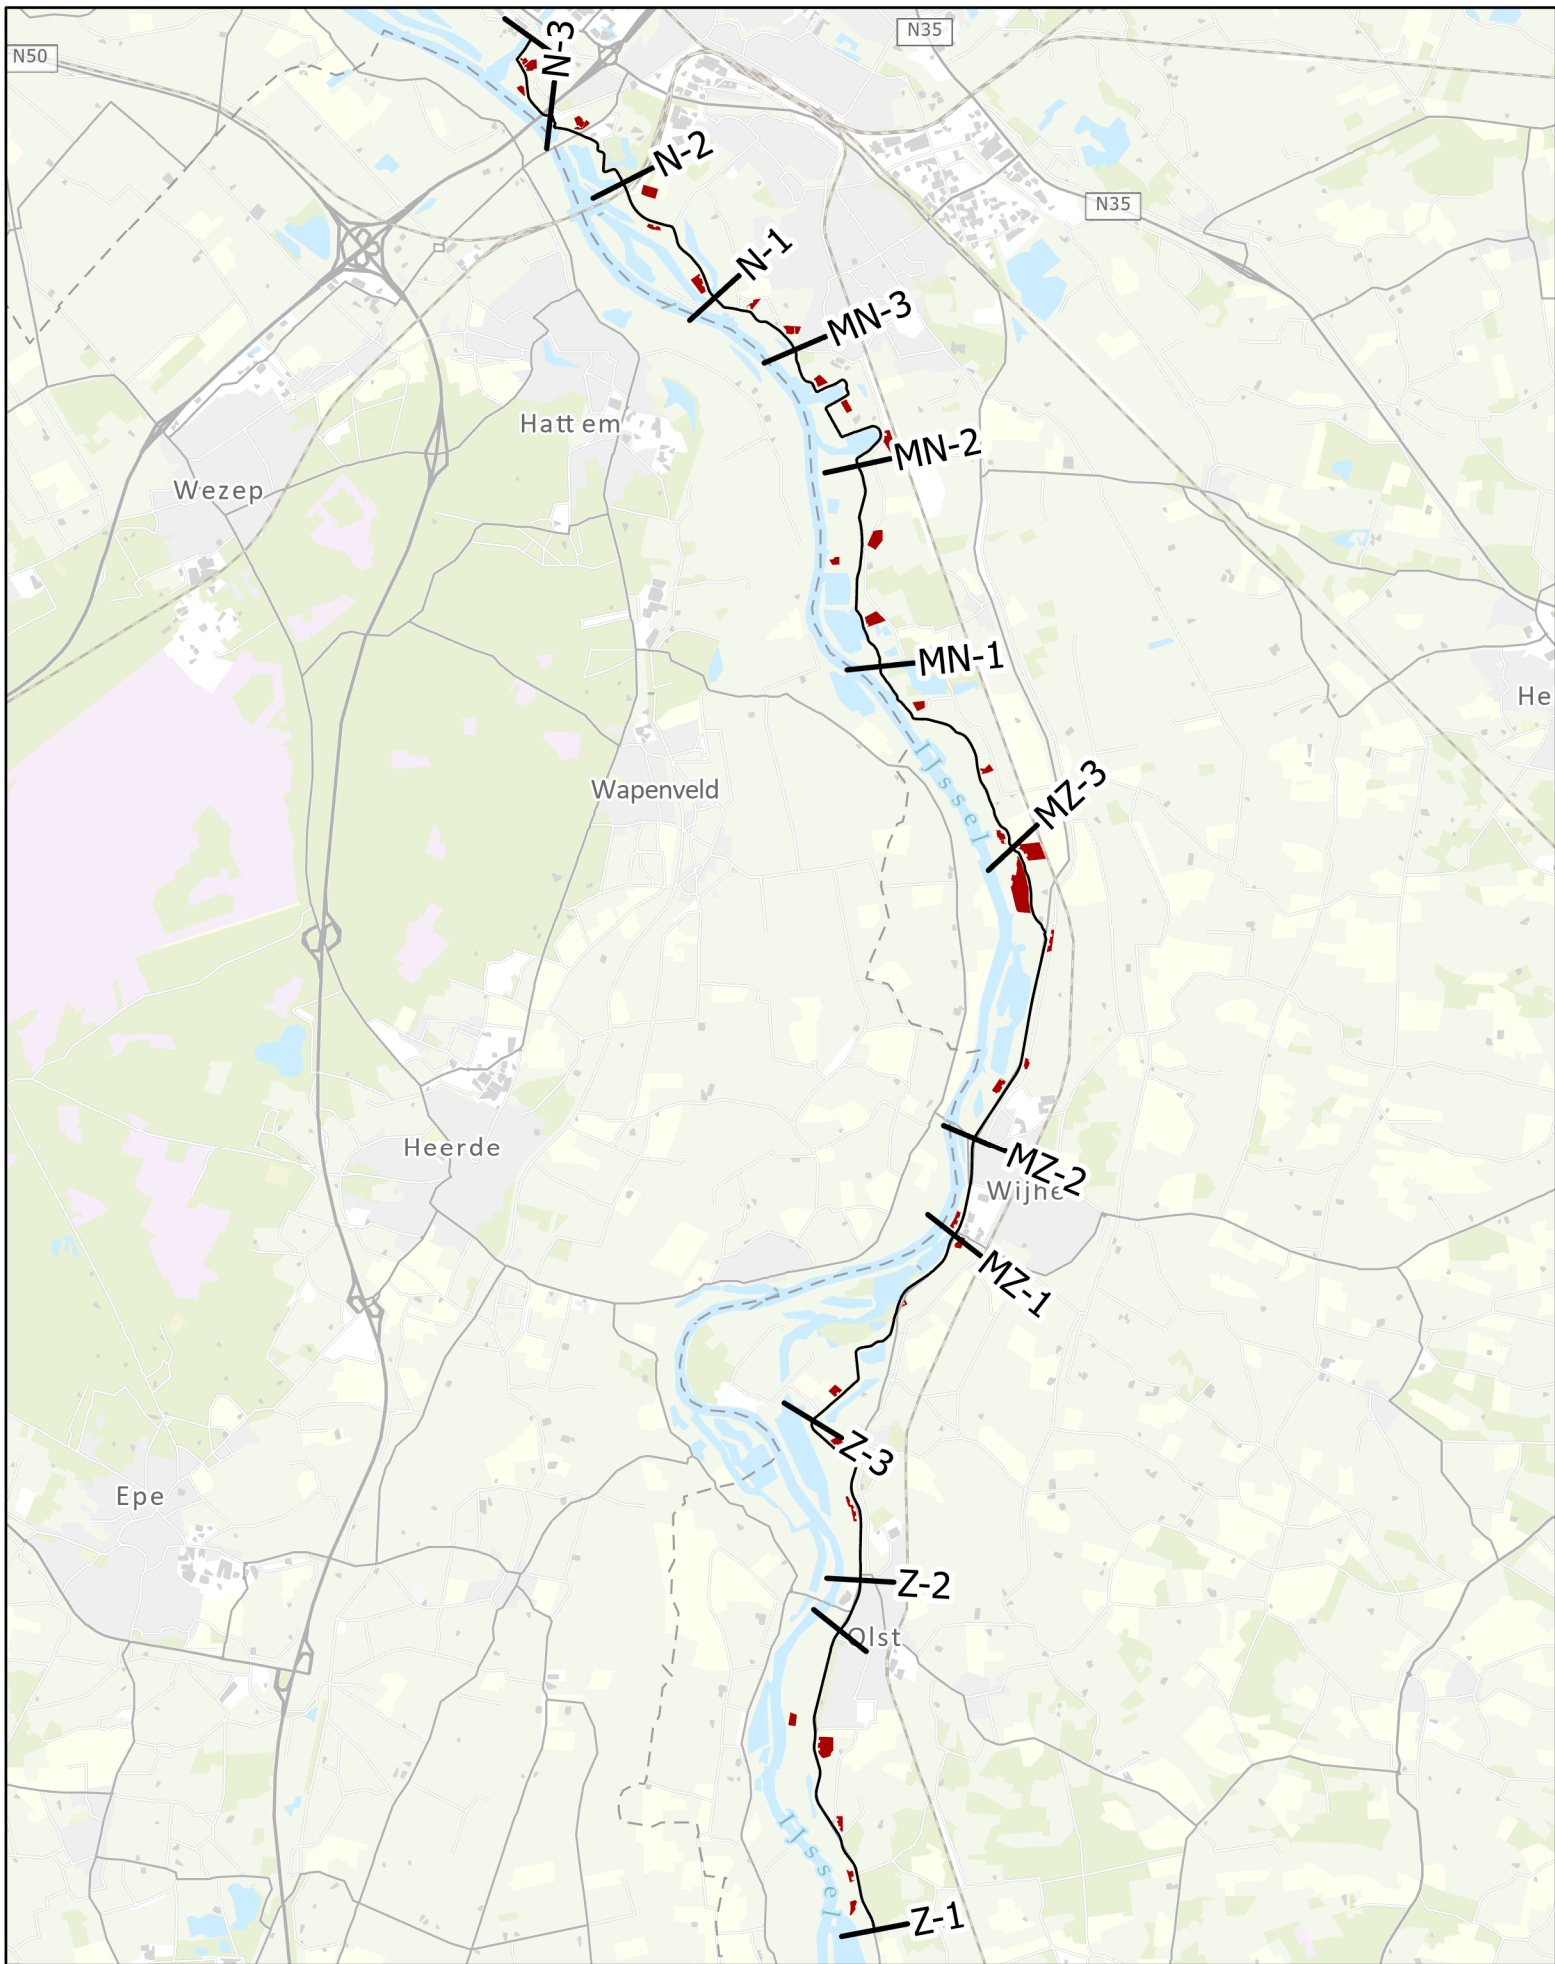 N-3
N35
N50
N-2
N35
N-1
MN-3
Hattem
MN-2
Wezep
MN-1
He
IJssel
MZ-3
Wapenveld
Heerde
MZ-2
Wijhe
MZ-1
Z-3
Epe
Z-2
Olst
IJssel
Z-1